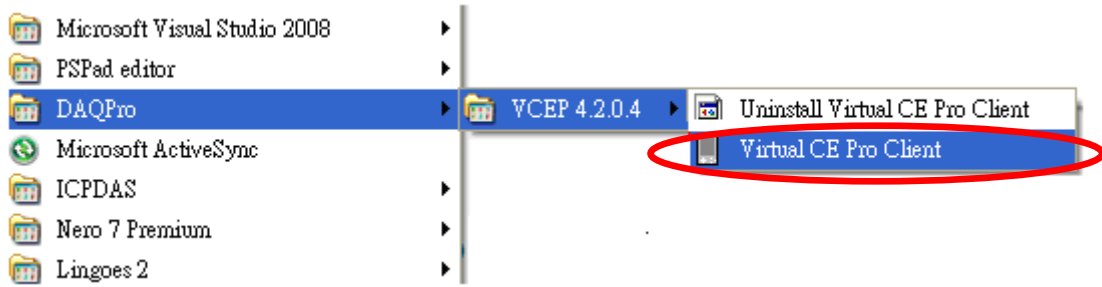 Microsoft Visual Studio 2008
PSPad editor
DAQPro
VCEP 4.2.0.4
Uninstall Virtual CE Pro Client
Microsoft ActiveSync
Virtual CE Pro Client
ICPDAS
Nero 7 Premium
Lingoes 2